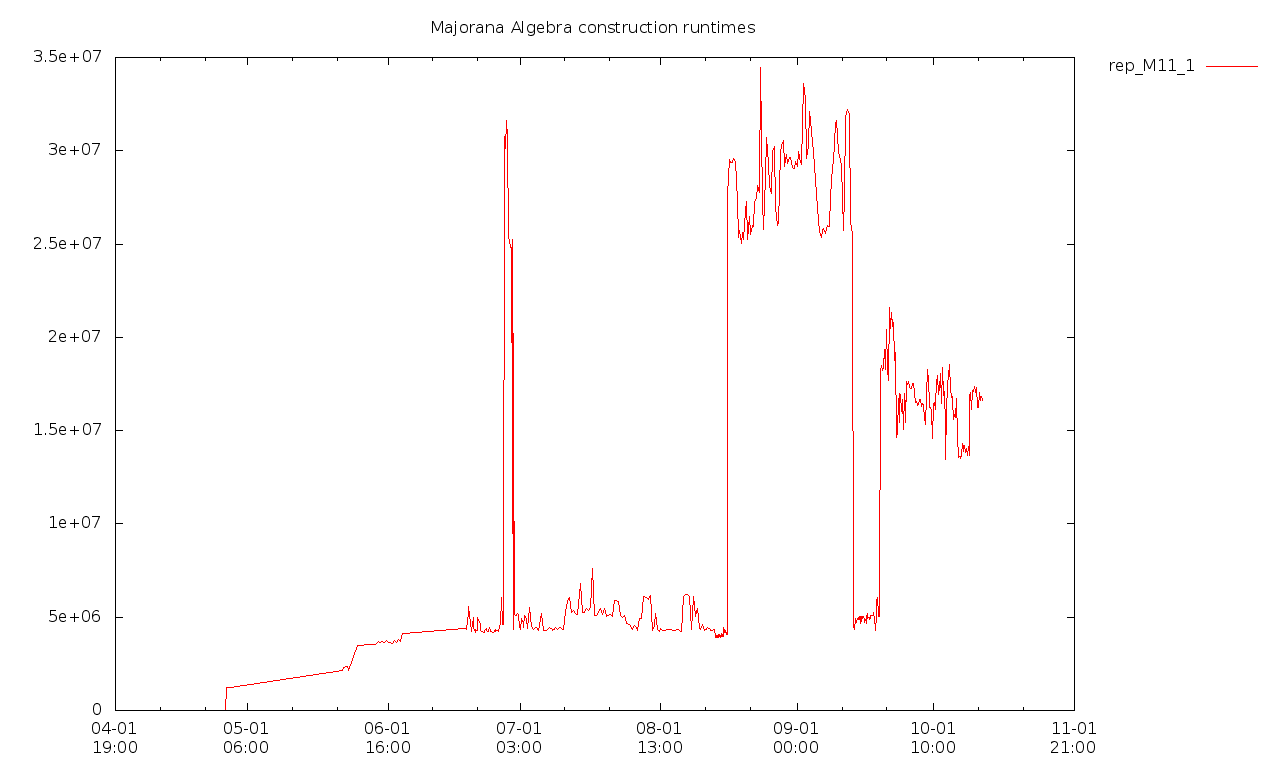 Majorana Algebra construction runtimes
rep_M11_1
3.5e+07
3e+07
2.5e+07
2e+07
1.5e+07
1e+07
5e+06
0
04-01 05-01 06-01 07-01 08-01 09-01 10-01 11-01
19:00 06:00 16:00 03:00 13:00 00:00 10:00 21:00